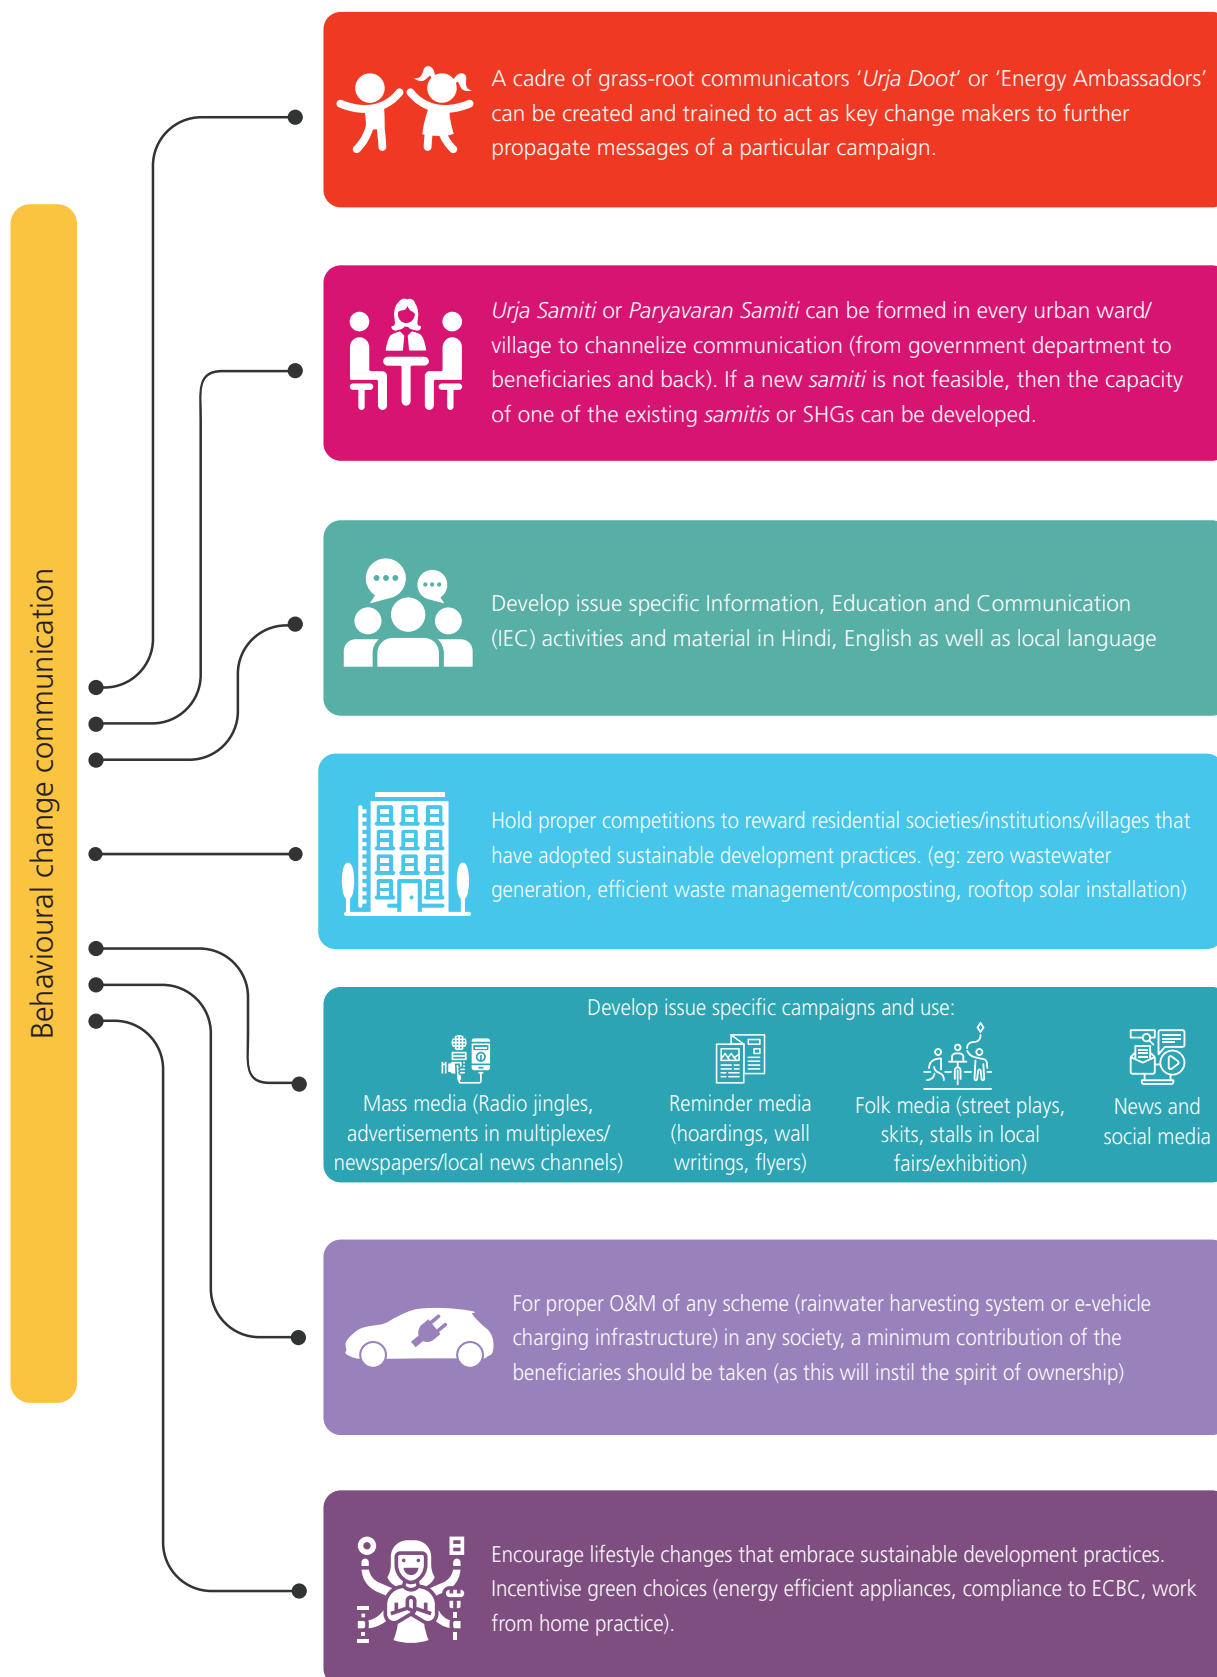 Behavioural change communication
A cadre of grass-root communicators ‘Urja Doot’ or ‘Energy Ambassadors’
can be created and trained to act as key change makers to further
propagate messages of a particular campaign.
Urja Samiti or Paryavaran Samiti can be formed in every urban ward/
village to channelize communication (from government department to
beneficiaries and back). If a new samiti is not feasible, then the capacity
of one of the existing samitis or SHGs can be developed.
Develop issue specific Information, Education and Communication
(IEC) activities and material in Hindi, English as well as local language
Hold proper competitions to reward residential societies/institutions/villages that
have adopted sustainable development practices. (eg: zero wastewater
generation, efficient waste management/composting, rooftop solar installation)
Develop issue specific campaigns and use:
Mass media (Radio jingles,
advertisements in multiplexes/
newspapers/local news channels)
Reminder media
(hoardings, wall
writings, flyers)
Folk media (street plays,
skits, stalls in local
fairs/exhibition)
News and
social media
For proper O&M of any scheme (rainwater harvesting system or e-vehicle
charging infrastructure) in any society, a minimum contribution of the
beneficiaries should be taken (as this will instil the spirit of ownership)
Encourage lifestyle changes that embrace sustainable development practices.
Incentivise green choices (energy efficient appliances, compliance to ECBC, work
from home practice).